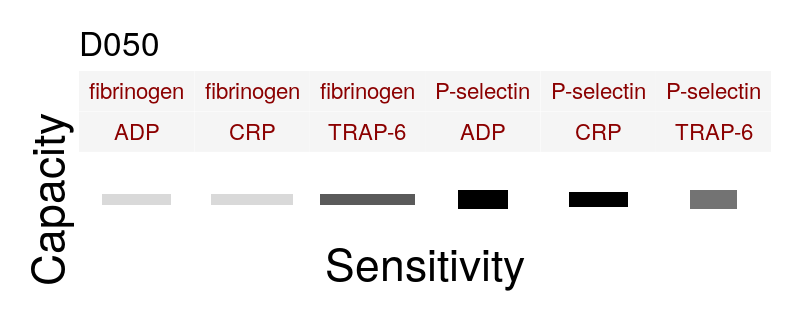 D050
fibrinogen fibrinogen fibrinogen P-selectin P-selectin P-selectin
ADP CRP TRAP-6 ADP CRP TRAP-6
Capacity
Sensitivity